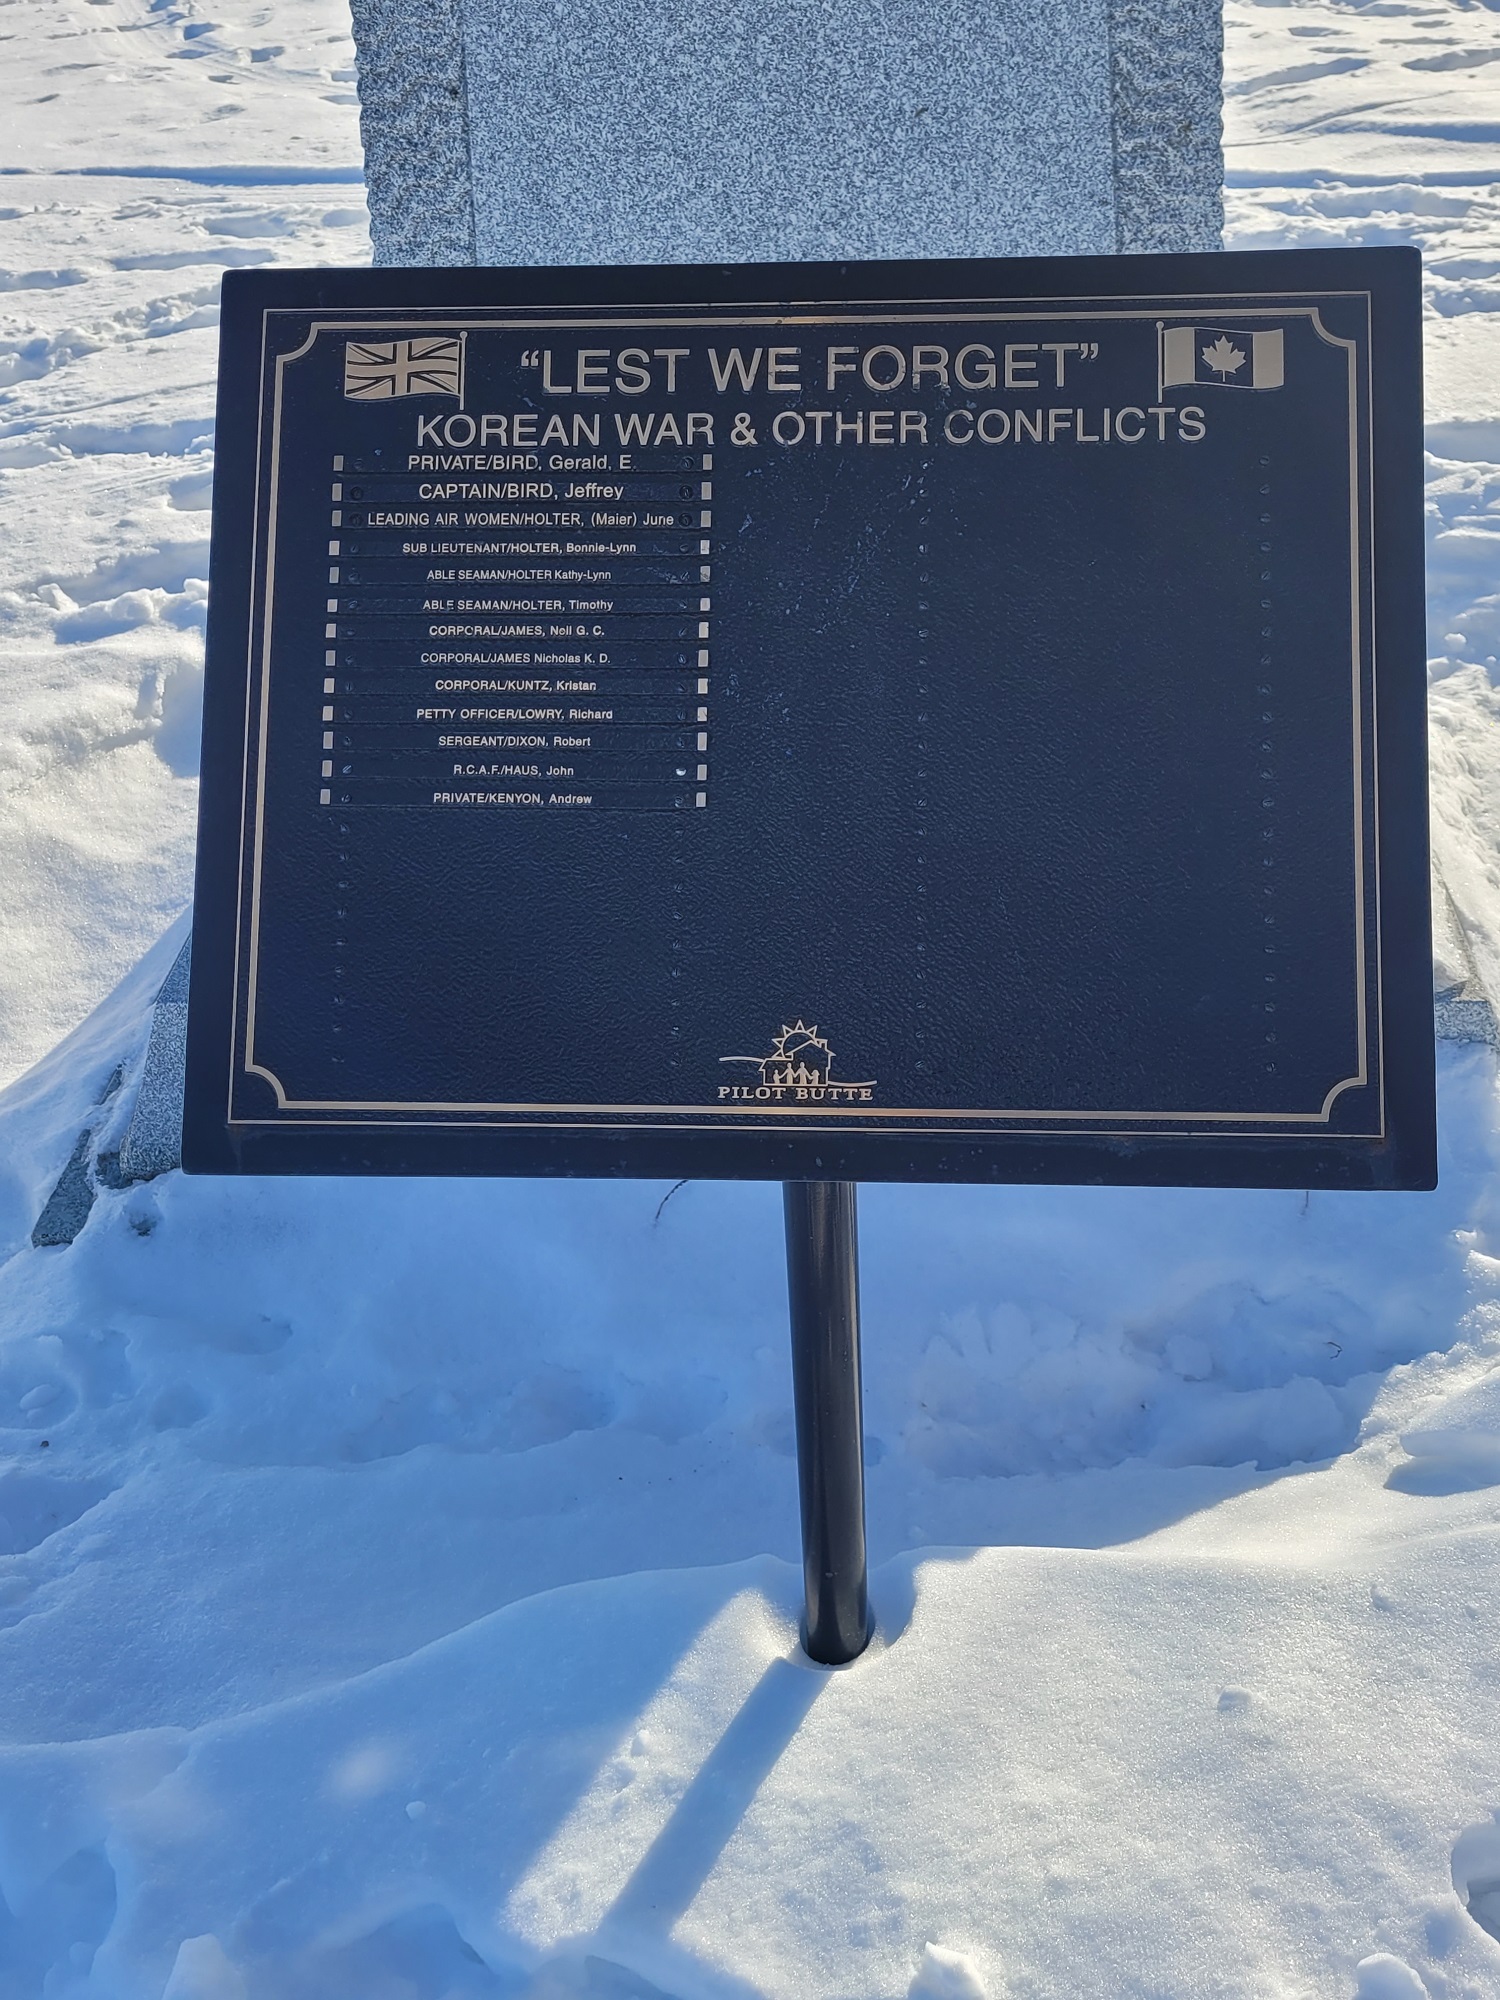 “LEST WE FORGET”
KOREAN WAR & OTHER CONFLICTS
PRIVATE/BIRD, Gerald, E.
CAPTAIN/BIRD, Jeffrey
LEADING AIR WOMEN/HOLTER, (Maier) June
SUB LIEUTENANT/HOLTER, Bonnie-Lynn
ABLE SEAMAN/HOLTER Kathy-Lynn
ABLE SEAMAN/HOLTER, Timothy
CORPORAL/JAMES, Neil G. C.
CORPORAL/JAMES Nicholas K. D.
CORPORAL/KUNTZ, Kristan
PETTY OFFICER/LOWRY, Richard
SERGEANT/DIXON, Robert
R.C.A.F./HAUS, John
PRIVATE/KENYON, Andrew
PILOT BUTTE